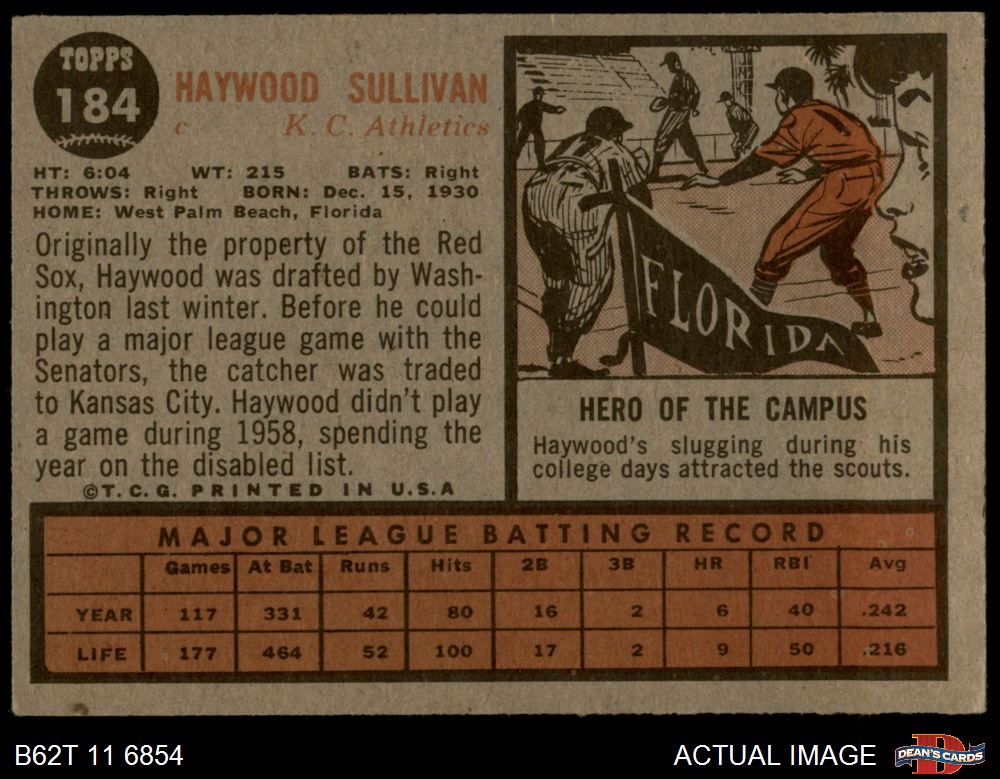 TOPPS
184
HAYWOOD SULLIVAN
c K. C. Athletics
HT: 6:04 WT: 215 BATS: Right
THROWS: Right BORN: Dec. 15, 1930
HOME: West Palm Beach, Florida
Originally the property of the Red
Sox, Haywood was drafted by Wash-
ington last winter. Before he could
play a major league game with the
Senators, the catcher was traded
to Kansas City. Haywood didn't play
a game during 1958, spending the
year on the disabled list.
©T.C.G. PRINTED IN U.S.A
FLORIDA
HERO OF THE CAMPUS
Haywood's slugging during his
college days attracted the scouts.
MAJOR LEAGUE BATTING RECORD
Games At Bat Runs Hits 2B 3B HR RBI Avg
YEAR 117 331 42 80 16 2 6 40 .242
LIFE 177 464 52 100 17 2 9 50 .216
B62T 11 6854
ACTUAL IMAGE
DEAN'S CARDS